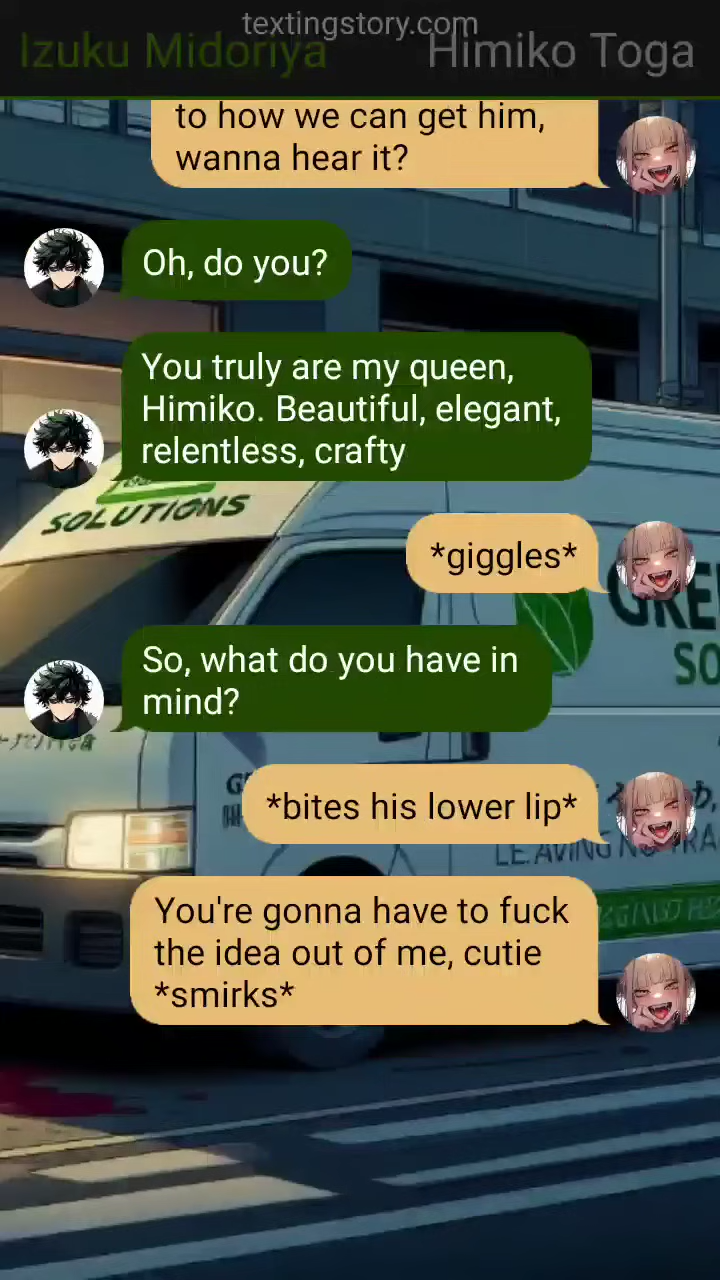 textingstory.com
Izuku Midoriya
Himiko Toga
to how we can get him,
wanna hear it?
Oh, do you?
You truly are my queen,
Himiko. Beautiful, elegant,
relentless, crafty
SOLUTIONS
*giggles*
So, what do you have in
mind?
*bites his lower lip*
You're gonna have to fuck
the idea out of me, cutie
*smirks*